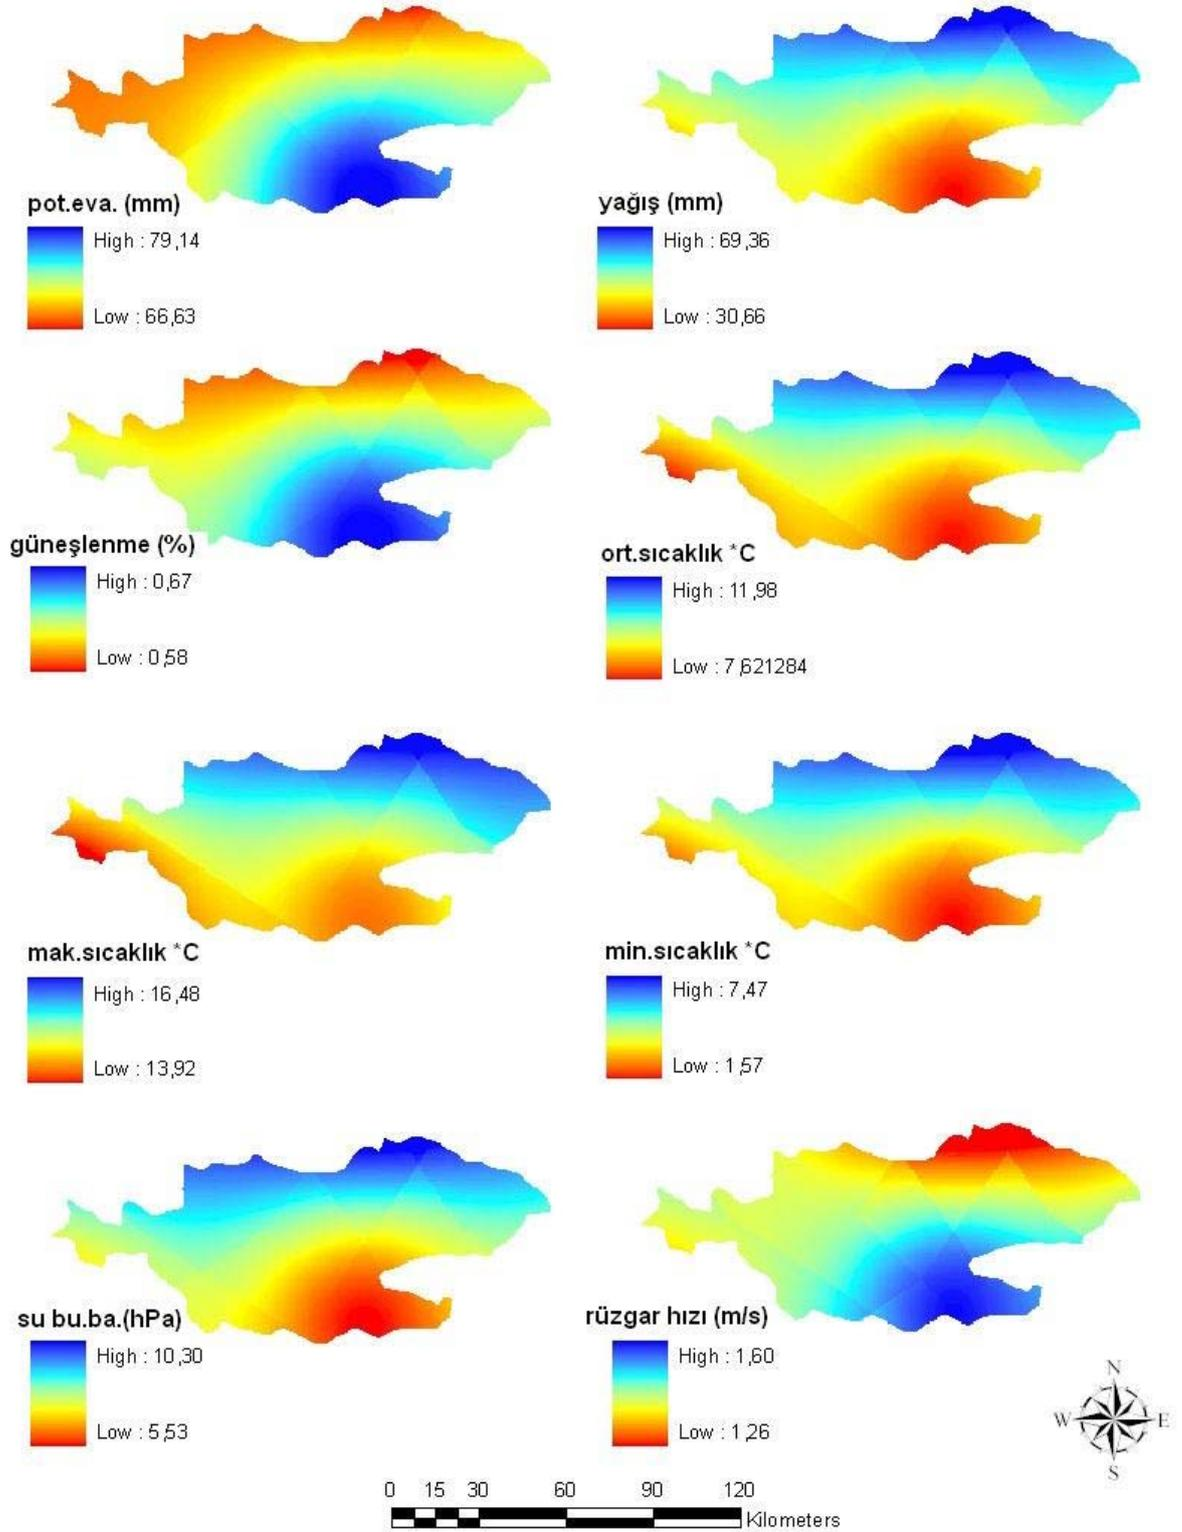 pot.eva. (mm)
High : 79,14
Low : 66,63
yağış (mm)
High : 69,36
Low : 30,66
güneşlenme (%)
High : 0,67
Low : 0,58
ort.sıcaklık *C
High : 11,98
Low : 7,621284
mak.sıcaklık *C
High : 16,48
Low : 13,92
min.sıcaklık *C
High : 7,47
Low : 1,57
su bu.ba.(hPa)
High : 10,30
Low : 5,53
rüzgar hızı (m/s)
High : 1,60
Low : 1,26
N
W E
S
0 15 30 60 90 120
Kilometers